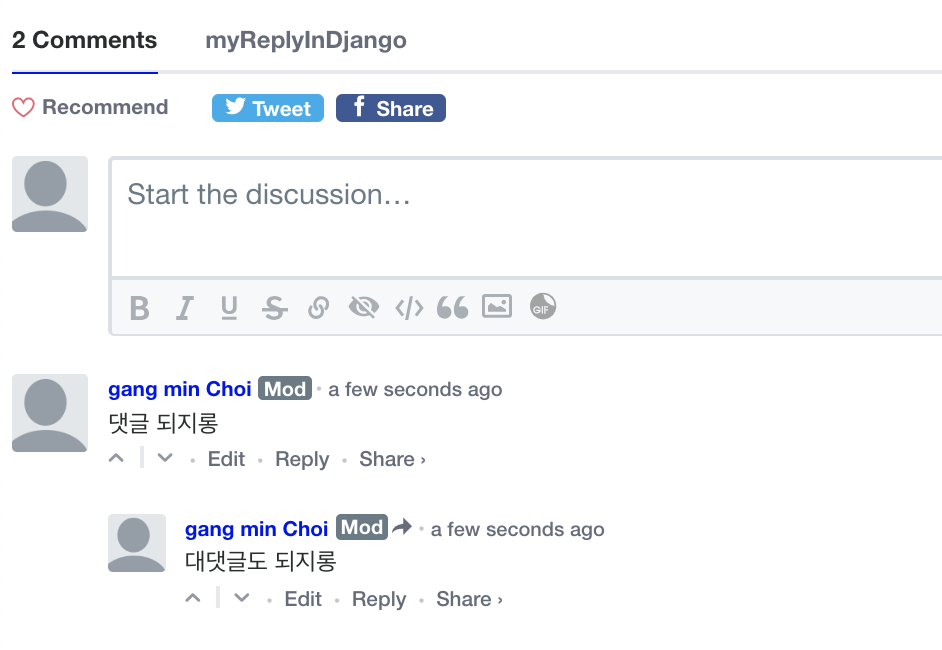 2 Comments myReplyInDjango
Recommend Tweet Share
Start the discussion…
B I U S </> GIF
gang min Choi Mod • a few seconds ago
댓글 되지롱
• Edit • Reply • Share ›
gang min Choi Mod • a few seconds ago
대댓글도 되지롱
• Edit • Reply • Share ›